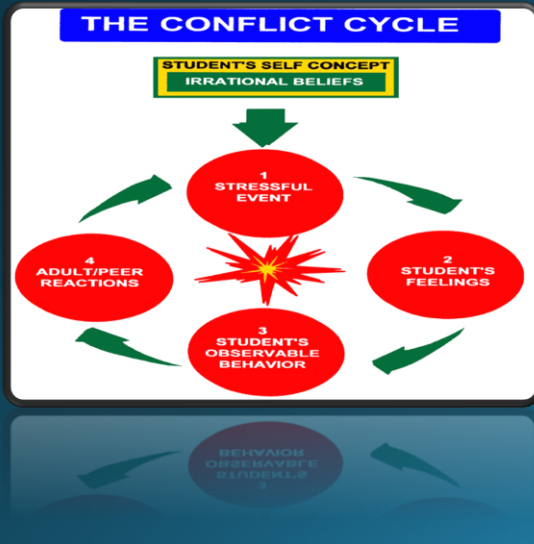 THE CONFLICT CYCLE
STUDENT'S SELF CONCEPT
IRRATIONAL BELIEFS
1
STRESSFUL
EVENT
2
STUDENT'S
FEELINGS
3
STUDENT'S
OBSERVABLE
BEHAVIOR
4
ADULT/PEER
REACTIONS